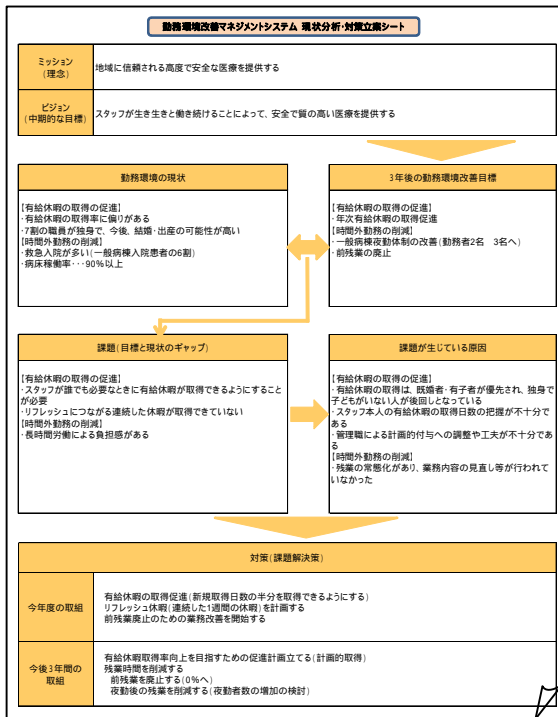 勤務環境改善マネジメントシステム 現状分析・対策立案シート
ミッション
(理念)
地域に信頼される高度で安全な医療を提供する
ビジョン
(中期的な目標)
スタッフが生き生きと働き続けることによって、安全で質の高い医療を提供する
勤務環境の現状
【有給休暇の取得の促進】
・有給休暇の取得率に偏りがある
・7割の職員が独身で、今後、結婚・出産の可能性が高い
【時間外勤務の削減】
・救急入院が多い(一般病棟入院患者の6割)
・病床稼働率・・・90%以上
3年後の勤務環境改善目標
【有給休暇の取得の促進】
・年次有給休暇の取得促進
【時間外勤務の削減】
・一般病棟夜勤体制の改善(勤務者2名 3名へ)
・前残業の廃止
課題(目標と現状のギャップ)
【有給休暇の取得の促進】
・スタッフが誰でも必要なときに有給休暇が取得できるようにすること
が必要
・リフレッシュにつながる連続した休暇が取得できていない
【時間外勤務の削減】
・長時間労働による負担感がある
課題が生じている原因
【有給休暇の取得の促進】
・有給休暇の取得は、既婚者・有子者が優先され、独身で
子どもがいない人が後回しとなっている
・スタッフ本人の有給休暇の取得日数の把握が不十分で
ある
・管理職による計画的付与への調整や工夫が不十分であ
る
【時間外勤務の削減】
・残業の常態化があり、業務内容の見直し等が行われて
いなかった
対策(課題解決策)
今年度の取組
有給休暇の取得促進(新規取得日数の半分を取得できるようにする)
リフレッシュ休暇(連続した1週間の休暇)を計画する
前残業廃止のための業務改善を開始する
今後3年間の
取組
有給休暇取得率向上を目指すための促進計画立てる(計画的取得)
残業時間を削減する
前残業を廃止する(0%へ)
夜勤後の残業を削減する(夜勤者数の増加の検討)